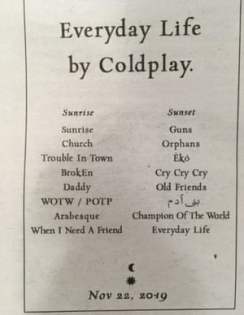 Everyday Life
by Coldplay.
Sunrise Sunset
Sunrise Guns
Church Orphans
Trouble In Town Èkó
BrokEn Cry Cry Cry
Daddy Old Friends
WOTW / POTP بنی آدم
Arabesque Champion Of The World
When I Need A Friend Everyday Life
Nov 22, 2019